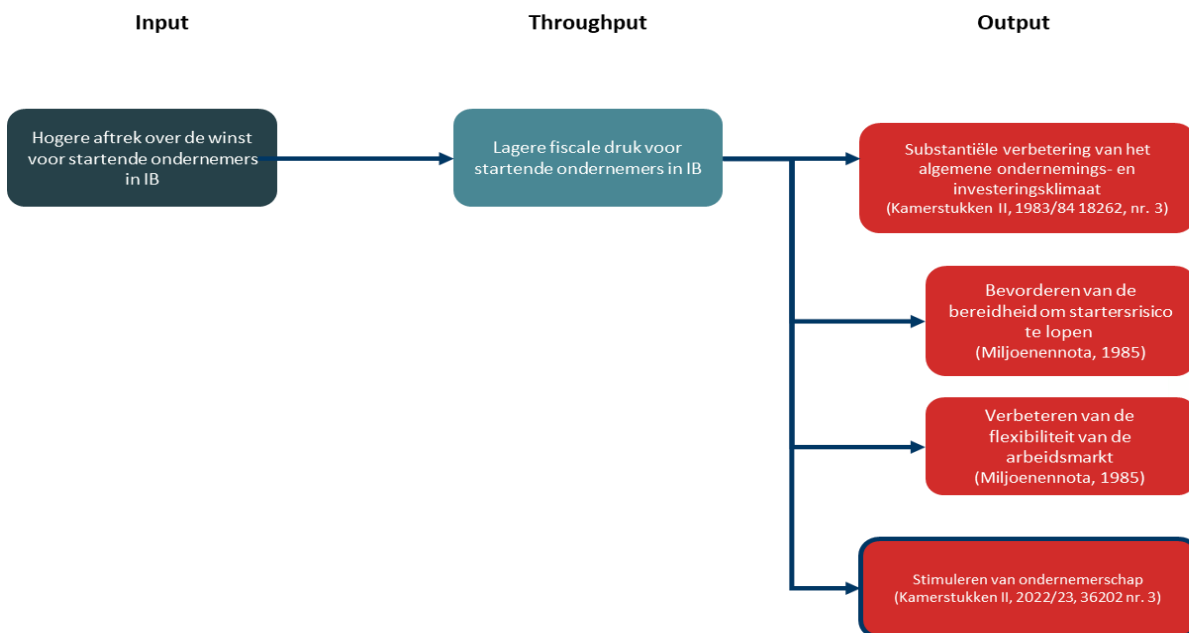 Input
Throughput
Output
Hogere aftrek over de winst
voor startende ondernemers
in IB
Lagere fiscale druk voor
startende ondernemers in IB
Substantiële verbetering van het
algemene ondernemings- en
investeringsklimaat
(Kamerstukken II, 1983/84 18262, nr. 3)
Bevorderen van de
bereidheid om startersrisico
te lopen
(Miljoenennota, 1985)
Verbeteren van de
flexibiliteit van de
arbeidsmarkt
(Miljoenennota, 1985)
Stimuleren van ondernemerschap
(Kamerstukken II, 2022/23, 36202 nr. 3)